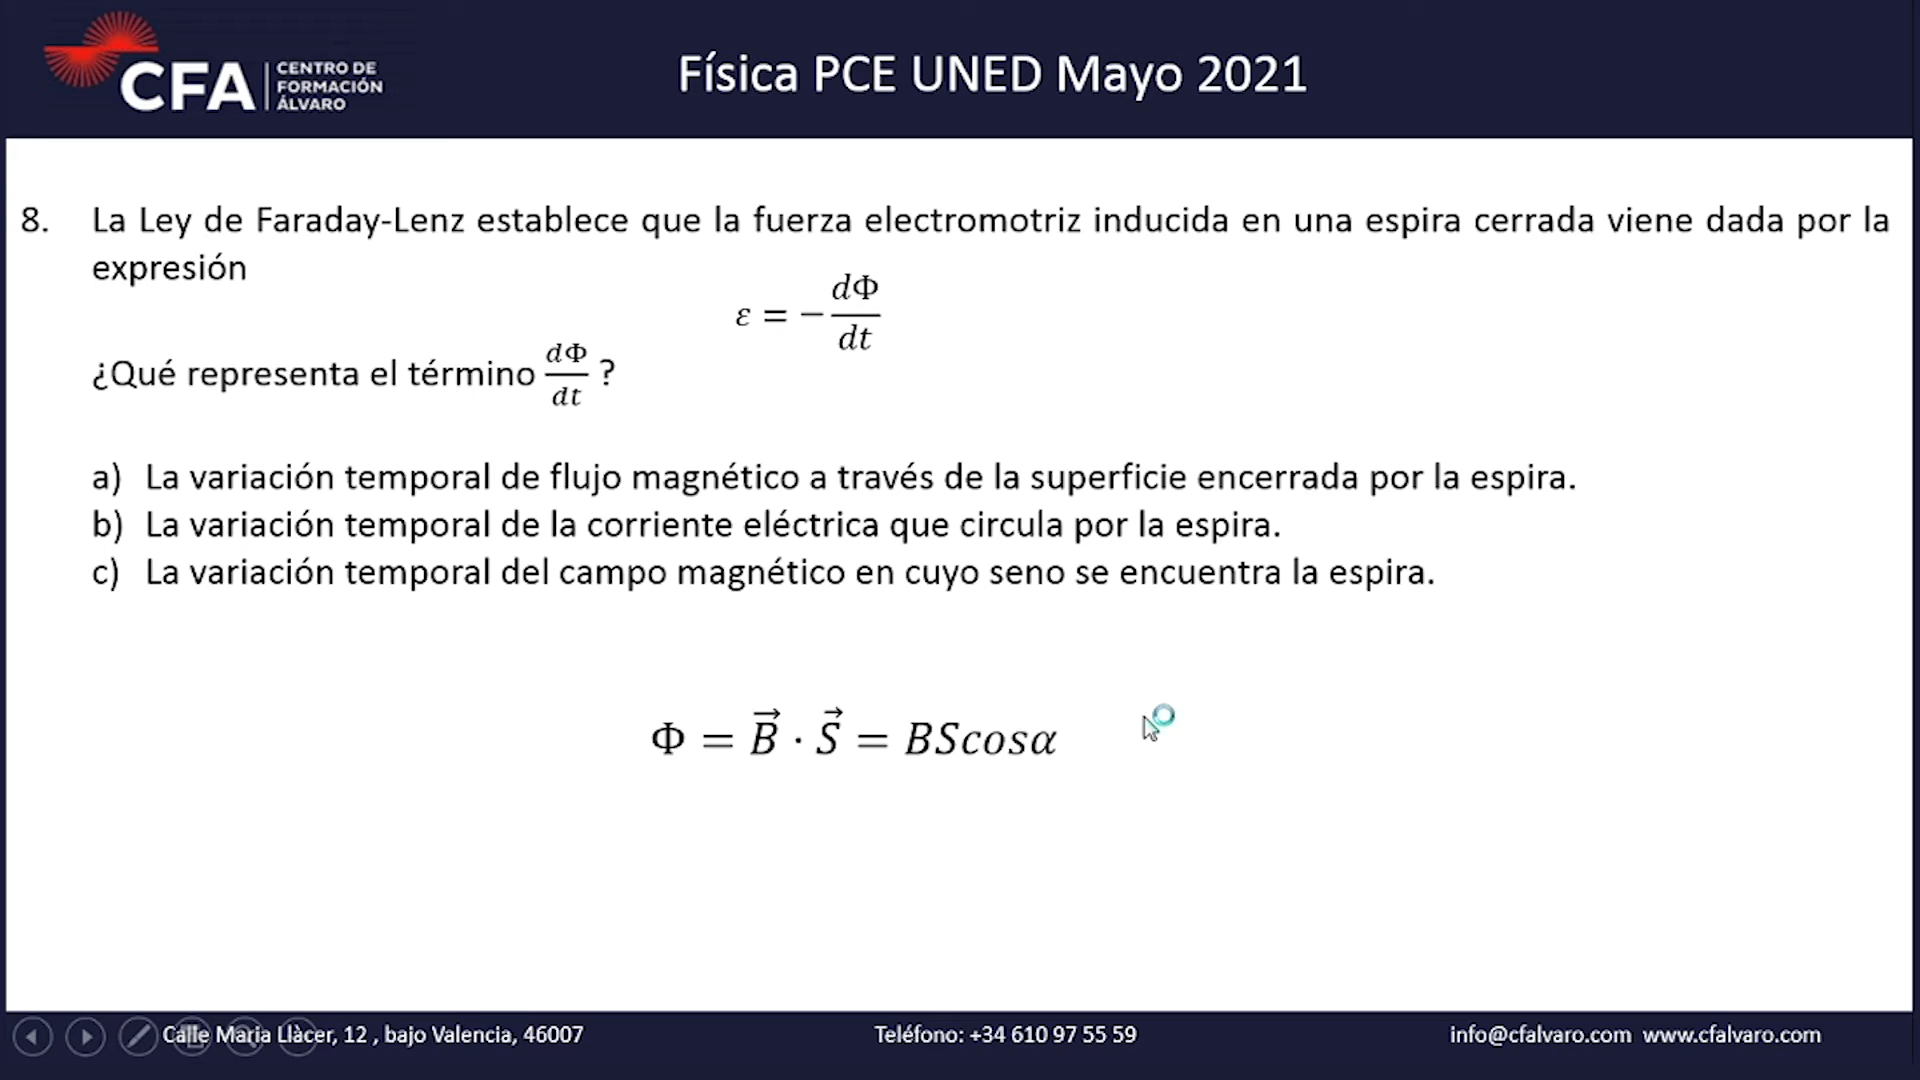 CFA
CENTRO DE
FORMACIÓN
ÁLVARO
Física PCE UNED Mayo 2021
8. La Ley de Faraday-Lenz establece que la fuerza electromotriz inducida en una espira cerrada viene dada por la
expresión
ε = − dΦ/dt
¿Qué representa el término dΦ/dt ?
a) La variación temporal de flujo magnético a través de la superficie encerrada por la espira.
b) La variación temporal de la corriente eléctrica que circula por la espira.
c) La variación temporal del campo magnético en cuyo seno se encuentra la espira.
Φ = B⃗ · S⃗ = BScosα
Calle Maria Llàcer, 12 , bajo Valencia, 46007
Teléfono: +34 610 97 55 59
info@cfalvaro.com www.cfalvaro.com